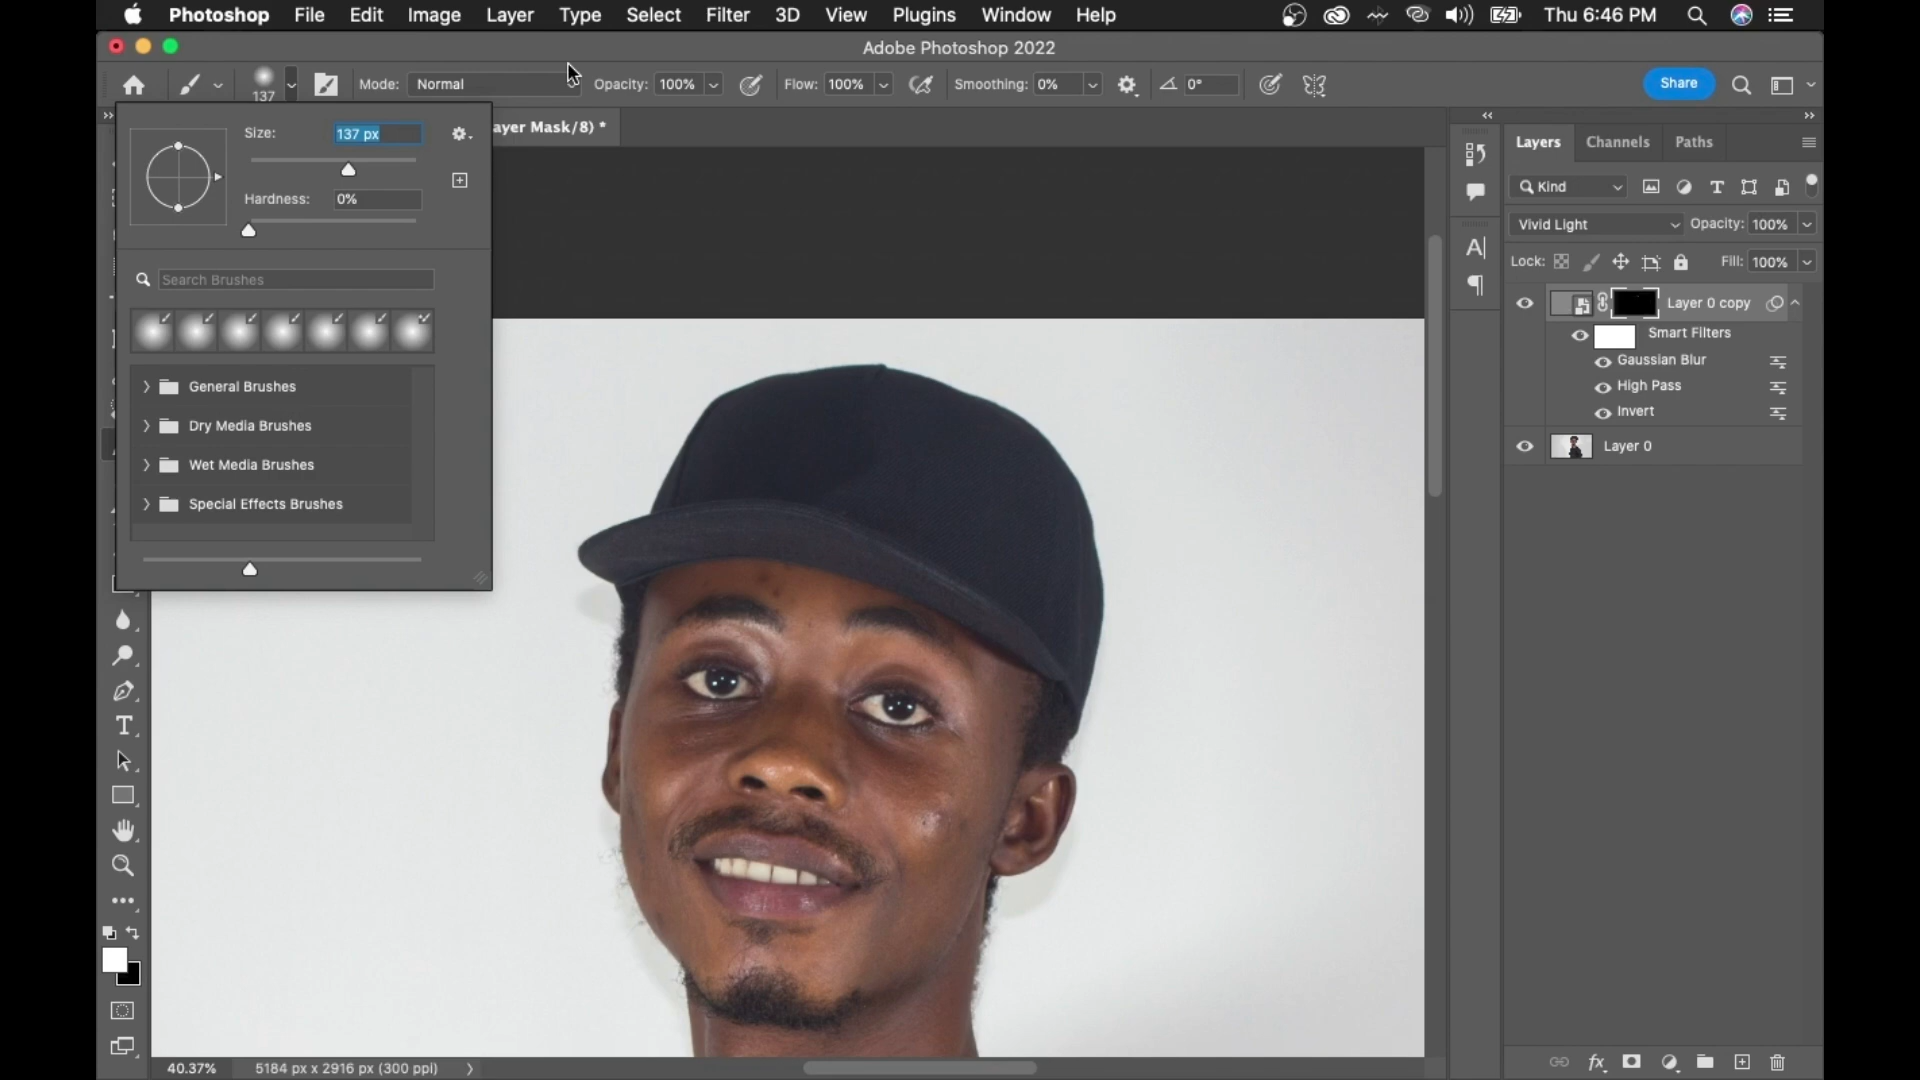 Photoshop File Edit Image Layer Type Select Filter 3D View Plugins Window Help Thu 6:46 PM
Adobe Photoshop 2022
137 Mode: Normal Opacity: 100% Flow: 100% Smoothing: 0% 0° Share
ayer Mask/8) *
Size: 137 px
Hardness: 0%
Search Brushes
General Brushes
Dry Media Brushes
Wet Media Brushes
Special Effects Brushes
Layers Channels Paths
Kind
Vivid Light Opacity: 100%
Lock: Fill: 100%
Layer 0 copy
Smart Filters
Gaussian Blur
High Pass
Invert
Layer 0
40.37% 5184 px x 2916 px (300 ppi)